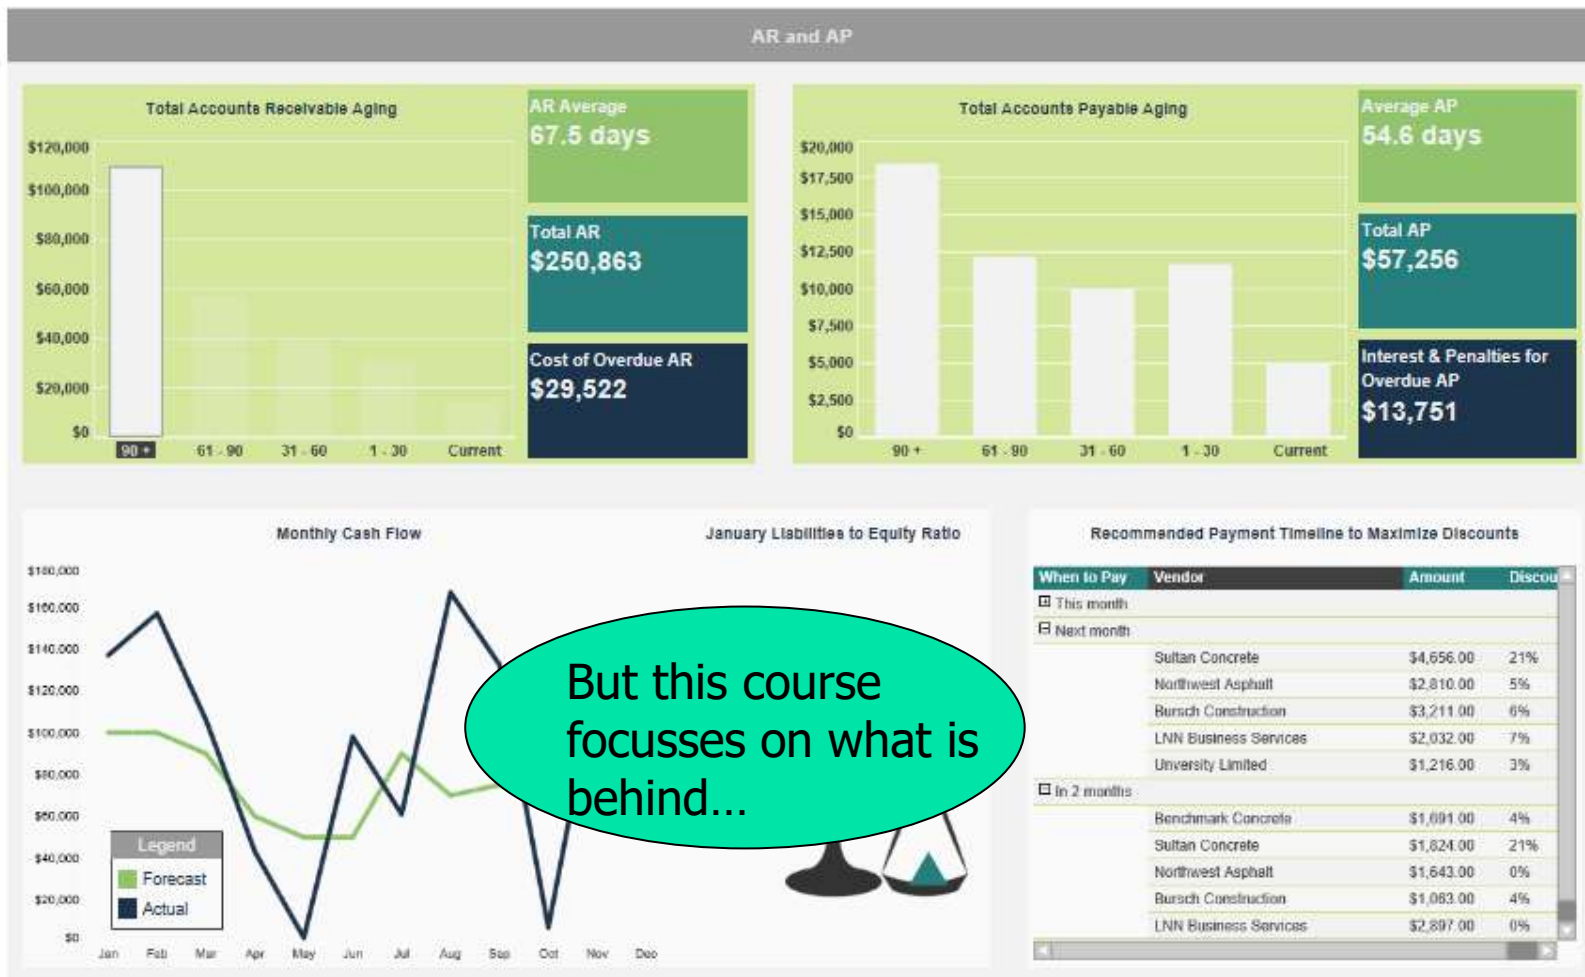 AR and AP
Total Accounts Receivable Aging
$120,000
$100,000
$80,000
$60,000
$40,000
$20,000
$0
90 +
61 - 90
31 - 60
1 - 30
Current
AR Average
67.5 days
Total AR
$250,863
Cost of Overdue AR
$29,522
Total Accounts Payable Aging
$20,000
$17,500
$15,000
$12,500
$10,000
$7,500
$5,000
$2,500
$0
90 +
61 - 90
31 - 60
1 - 30
Current
Average AP
54.6 days
Total AP
$57,256
Interest & Penalties for
Overdue AP
$13,751
Monthly Cash Flow
$180,000
$160,000
$140,000
$120,000
$100,000
$80,000
$60,000
$40,000
$20,000
$0
Jan Feb Mar Apr May Jun Jul Aug Sep Oct Nov Dec
Legend
Forecast
Actual
January Liabilities to Equity Ratio
But this course
focusses on what is
behind...
Recommended Payment Timeline to Maximize Discounts
When to Pay Vendor Amount Discou
This month
Next month
Sultan Concrete $4,656.00 21%
Northwest Asphalt $2,810.00 5%
Bursch Construction $3,211.00 6%
LNN Business Services $2,032.00 7%
Unversity Limited $1,216.00 3%
In 2 months
Benchmark Concrete $1,691.00 4%
Sultan Concrete $1,824.00 21%
Northwest Asphalt $1,643.00 0%
Bursch Construction $1,063.00 4%
LNN Business Services $2,897.00 0%